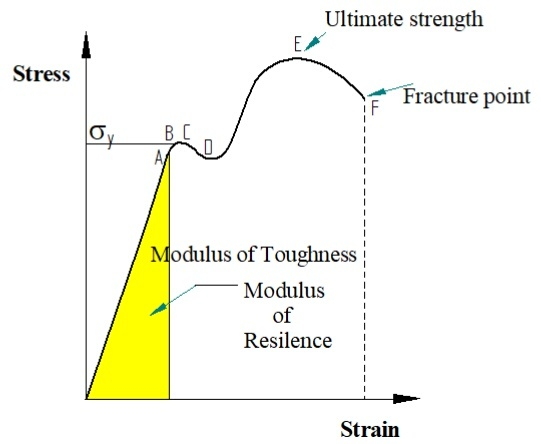 Ultimate strength
E
Stress
Fracture point
F
σy
B
C
A
D
Modulus of Toughness
Modulus
of
Resilence
Strain